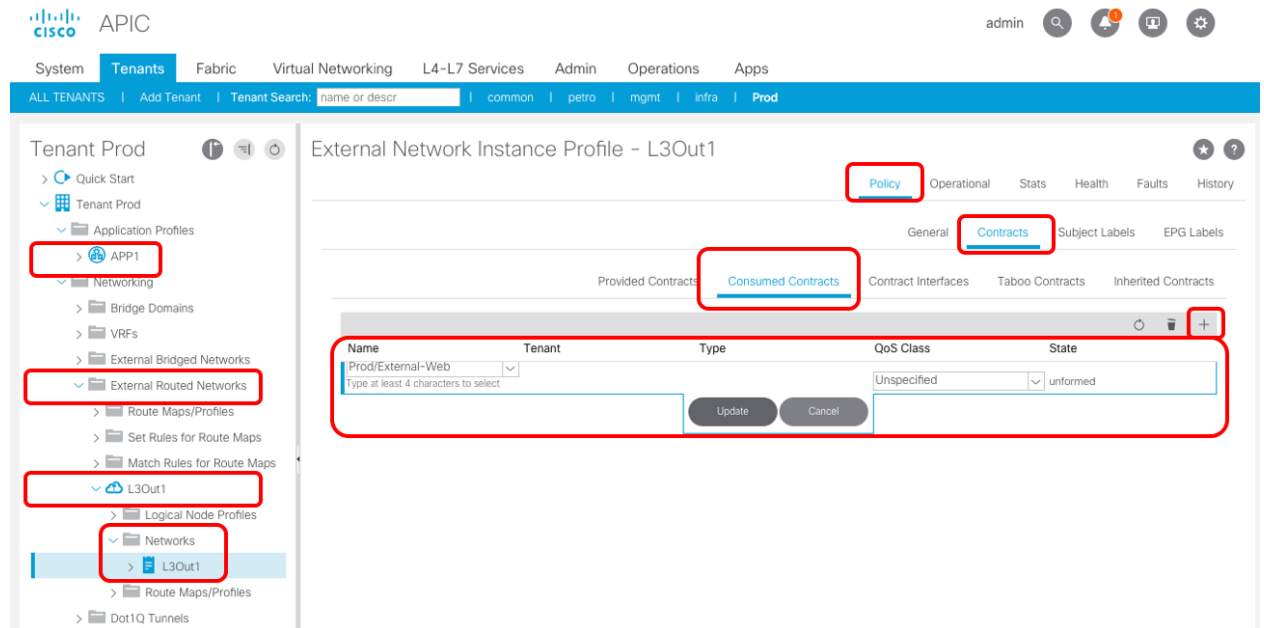 cisco APIC admin 1
System Tenants Fabric Virtual Networking L4-L7 Services Admin Operations Apps
ALL TENANTS | Add Tenant | Tenant Search: name or descr | common | petro | mgmt | infra | Prod
Tenant Prod
Quick Start
Tenant Prod
Application Profiles
APP1
Networking
Bridge Domains
VRFs
External Bridged Networks
External Routed Networks
Route Maps/Profiles
Set Rules for Route Maps
Match Rules for Route Maps
L3Out1
Logical Node Profiles
Networks
L3Out1
Route Maps/Profiles
Dot1Q Tunnels
External Network Instance Profile - L3Out1
Policy Operational Stats Health Faults History
General Contracts Subject Labels EPG Labels
Provided Contracts Consumed Contracts Contract Interfaces Taboo Contracts Inherited Contracts
Name Tenant Type QoS Class State
Prod/External-Web
Type at least 4 characters to select
Unspecified unformed
Update Cancel